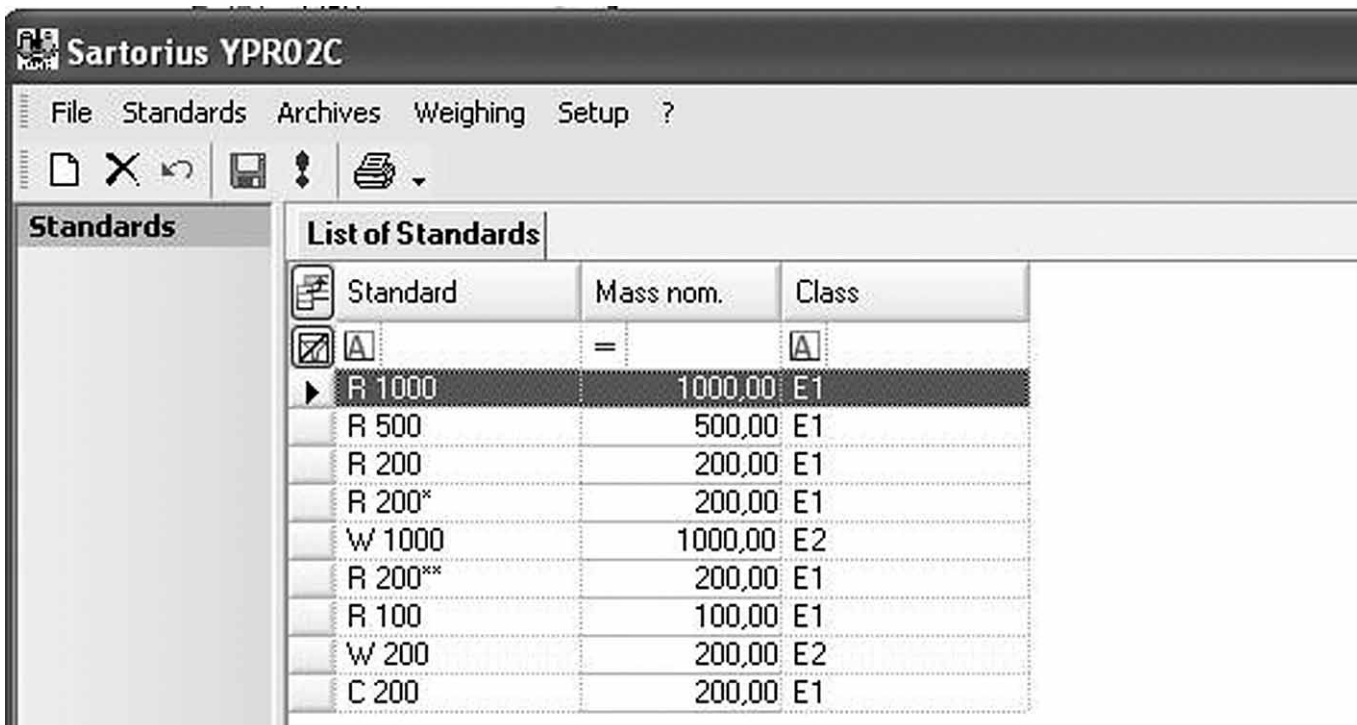 Sartorius YPR02C
File Standards Archives Weighing Setup ?
Standards
List of Standards
Standard Mass nom. Class
A = A
R 1000 1000,00 E1
R 500 500,00 E1
R 200 200,00 E1
R 200* 200,00 E1
W 1000 1000,00 E2
R 200** 200,00 E1
R 100 100,00 E1
W 200 200,00 E2
C 200 200,00 E1